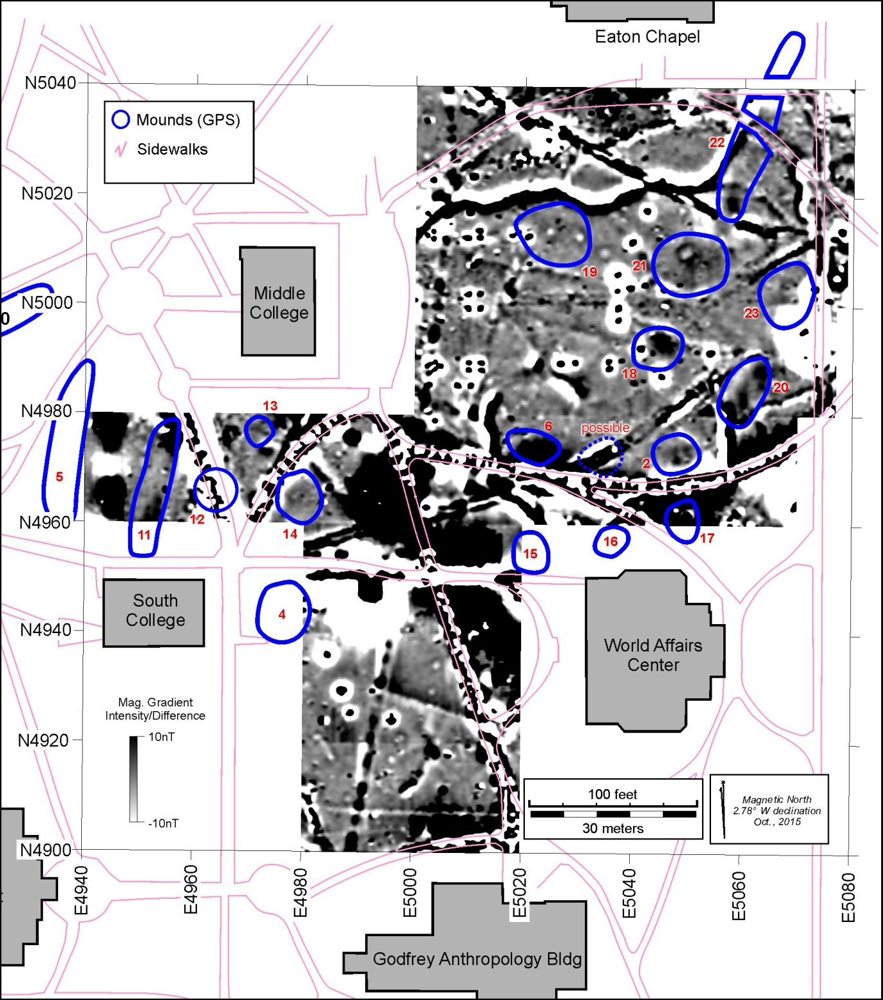 Eaton Chapel
N5040
Mounds (GPS)
Sidewalks
22
N5020
19
21
Middle
College
N5000
0
23
18
20
N4980
13
6
possible
5
2
12
N4960
11
14
15
16
17
South
College
4
N4940
World Affairs
Center
Mag. Gradient
Intensity/Difference
10nT
N4920
-10nT
100 feet
30 meters
Magnetic North
2.78° W declination
Oct., 2015
N4900
E4940
E4960
E4980
E5000
E5020
E5040
E5060
E5080
Godfrey Anthropology Bldg